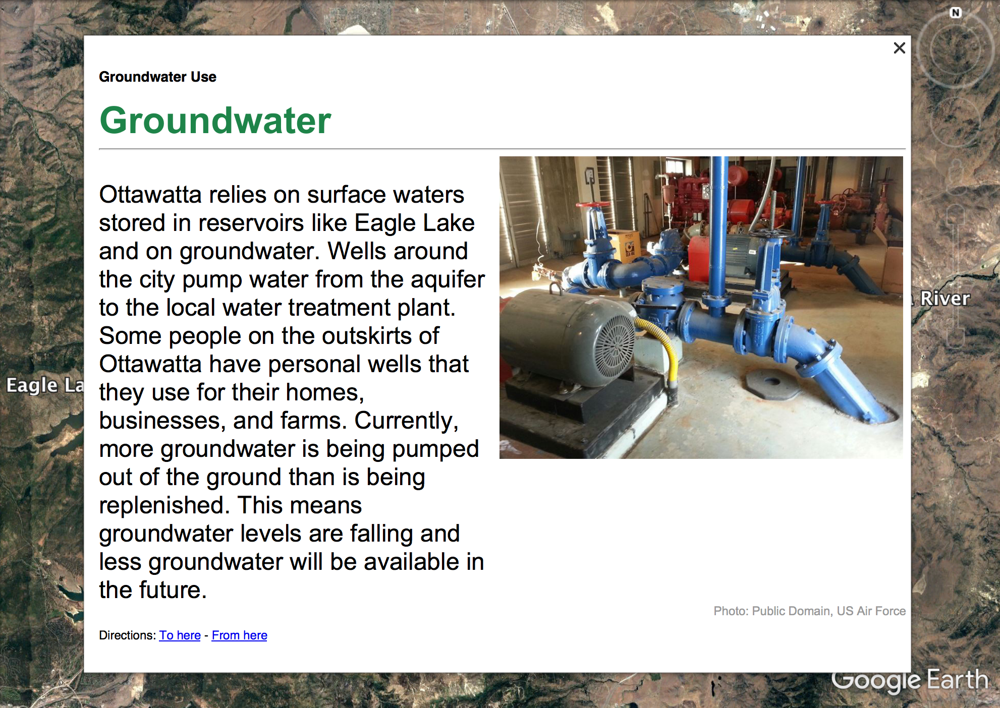 N
Groundwater Use
Groundwater
Ottawatta relies on surface waters
stored in reservoirs like Eagle Lake
and on groundwater. Wells around
the city pump water from the aquifer
to the local water treatment plant.
Some people on the outskirts of
Ottawatta have personal wells that
they use for their homes,
businesses, and farms. Currently,
more groundwater is being pumped
out of the ground than is being
replenished. This means
groundwater levels are falling and
less groundwater will be available in
the future.
Photo: Public Domain, US Air Force
Directions: To here - From here
Eagle La
River
Google Earth